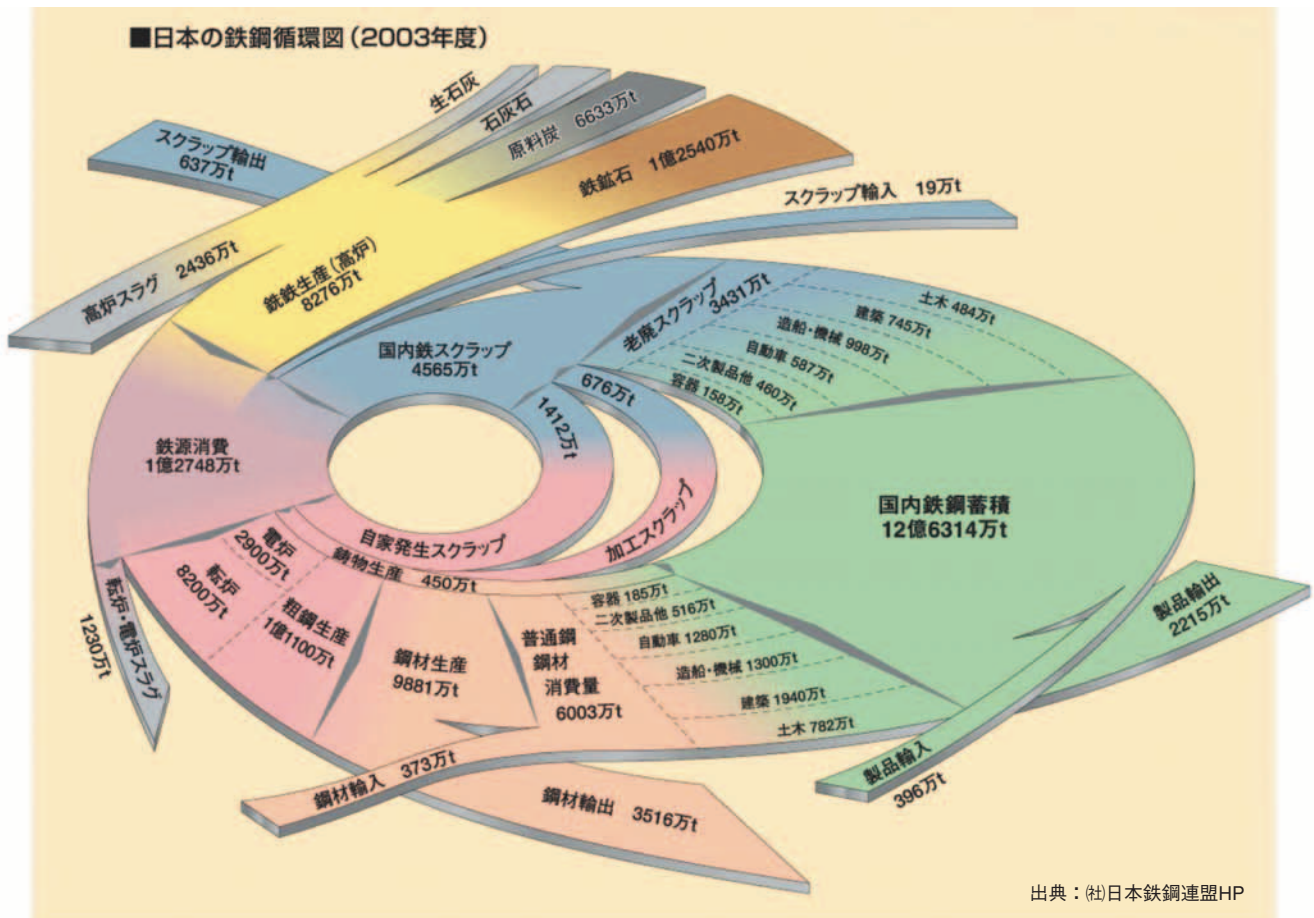 ■日本の鉄鋼循環図（2003年度）
生石灰
石灰石
原料炭 6633万t
鉄鉱石 1億2540万t
スクラップ輸出
637万t
スクラップ輸入 19万t
高炉スラグ 2436万t
銑鉄生産（高炉）
8276万t
国内鉄スクラップ
4565万t
老廃スクラップ
3431万t
土木 484万t
建築 745万t
造船・機械 998万t
自動車 587万t
二次製品他 460万t
容器 158万t
676万t
1412万t
鉄源消費
1億2748万t
国内鉄鋼蓄積
12億6314万t
自家発生スクラップ
加工スクラップ
電炉
2900万t
転炉
8200万t
鋳物生産 450万t
粗鋼生産
1億1100万t
転炉・電炉スラグ
1230万t
鋼材生産
9881万t
普通鋼
鋼材
消費量
6003万t
容器 185万t
二次製品他 516万t
自動車 1280万t
造船・機械 1300万t
建築 1940万t
土木 782万t
製品輸出
2215万t
製品輸入
396万t
鋼材輸入 373万t
鋼材輸出 3516万t
出典：㈳日本鉄鋼連盟HP